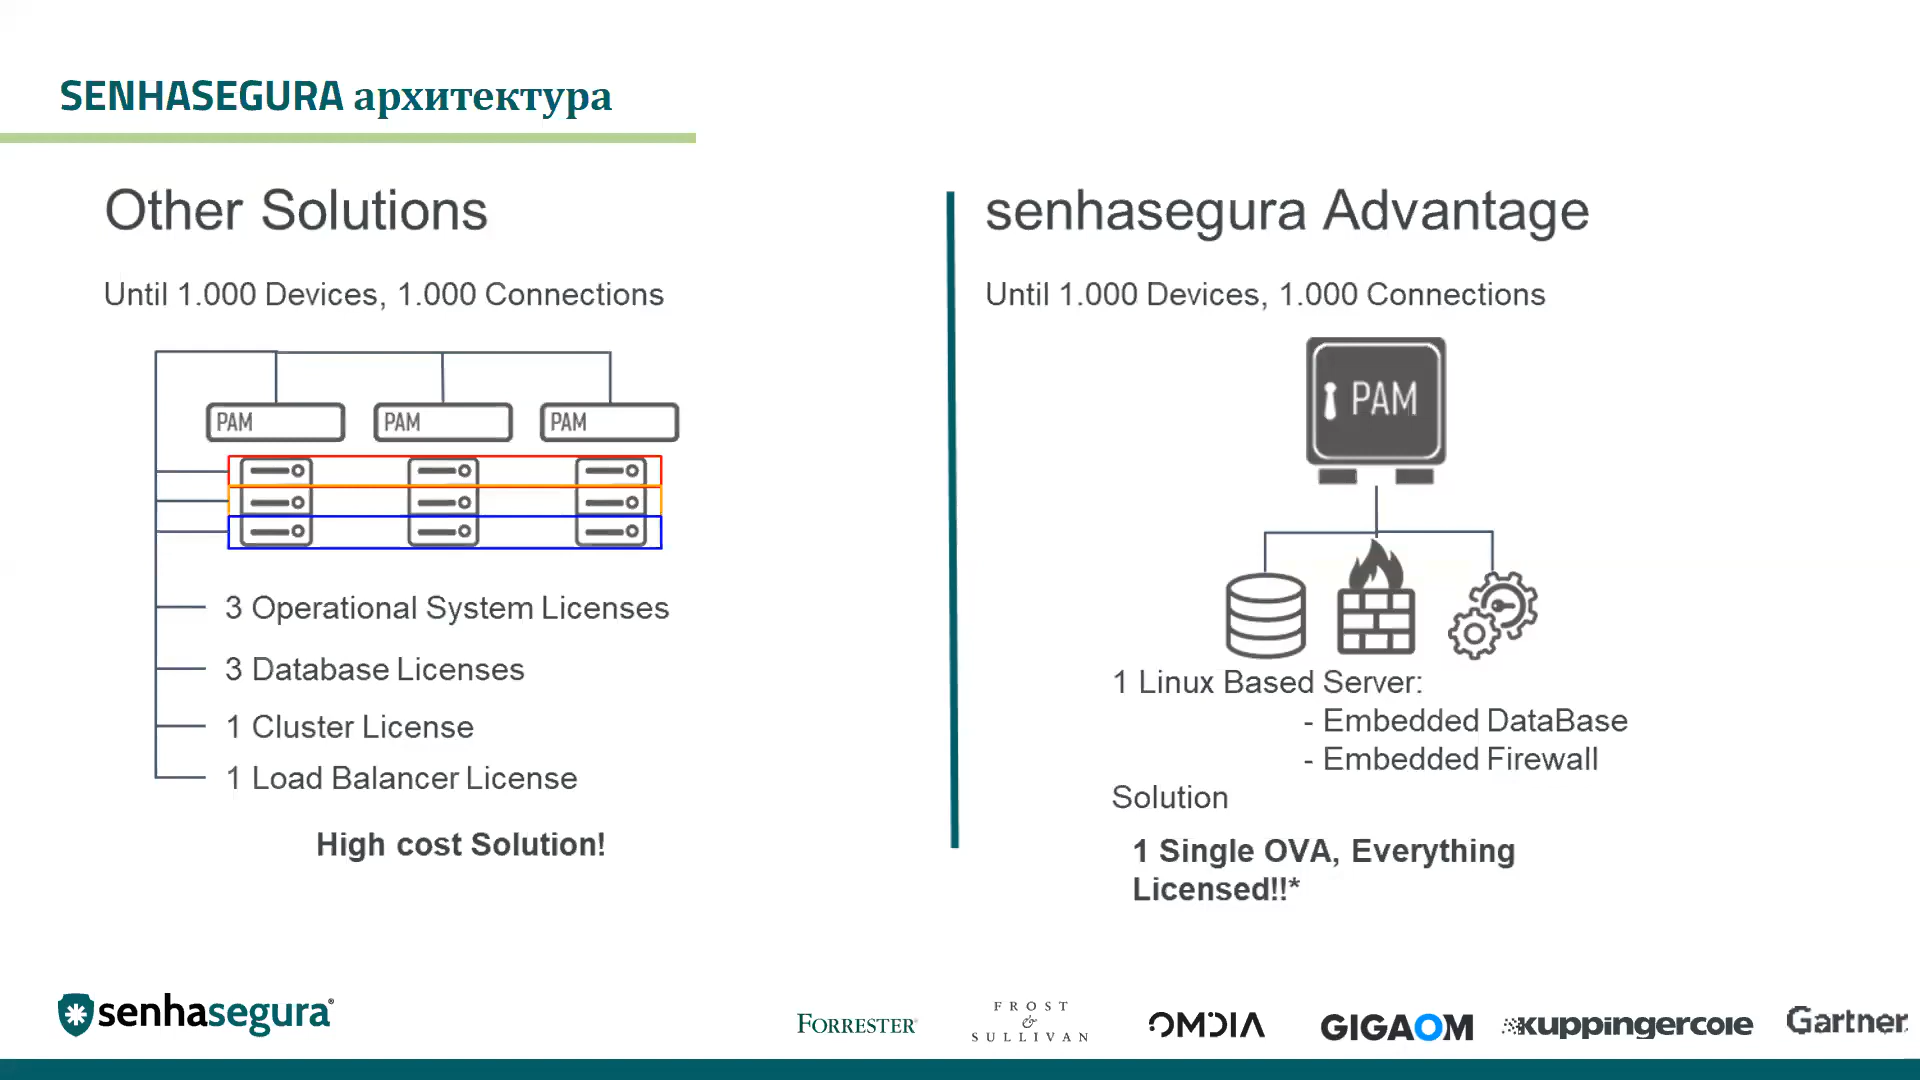 SENHASEGURA архитектура
Other Solutions
Until 1.000 Devices, 1.000 Connections
PAM
PAM
PAM
3 Operational System Licenses
3 Database Licenses
1 Cluster License
1 Load Balancer License
High cost Solution!
senhasegura Advantage
Until 1.000 Devices, 1.000 Connections
PAM
1 Linux Based Server:
- Embedded DataBase
- Embedded Firewall
Solution
1 Single OVA, Everything
Licensed!!*
senhasegura®
FORRESTER
FROST
&
SULLIVAN
OMDIA
GIGAOM
kuppingercole
Gartner